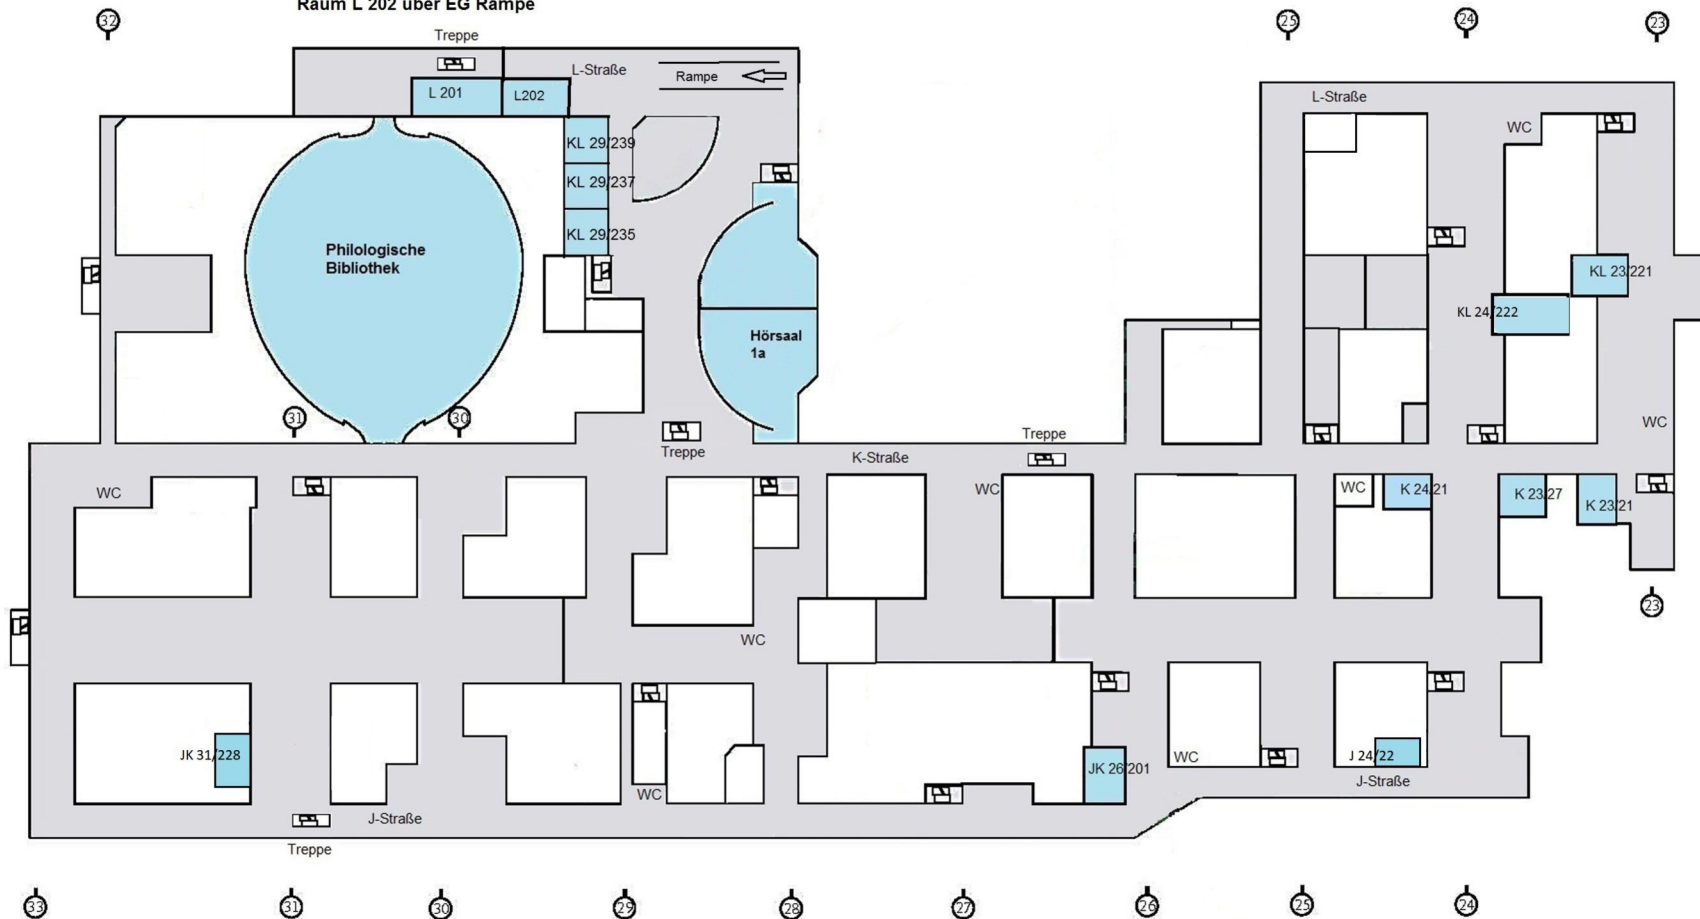 Raum L 202 über EG Rampe
32
25
24
23
Treppe
L-Straße
Rampe
L 201
L202
L-Straße
WC
KL 29/239
KL 29/237
KL 29/235
Philologische
Bibliothek
KL 23/221
KL 24/222
Hörsaal
1a
31
30
WC
Treppe
Treppe
K-Straße
WC
WC
WC
K 24/21
K 23/27
K 23/21
23
WC
JK 31/228
JK 26/201
WC
J 24/22
J-Straße
WC
J-Straße
Treppe
33
31
30
29
28
27
26
25
24